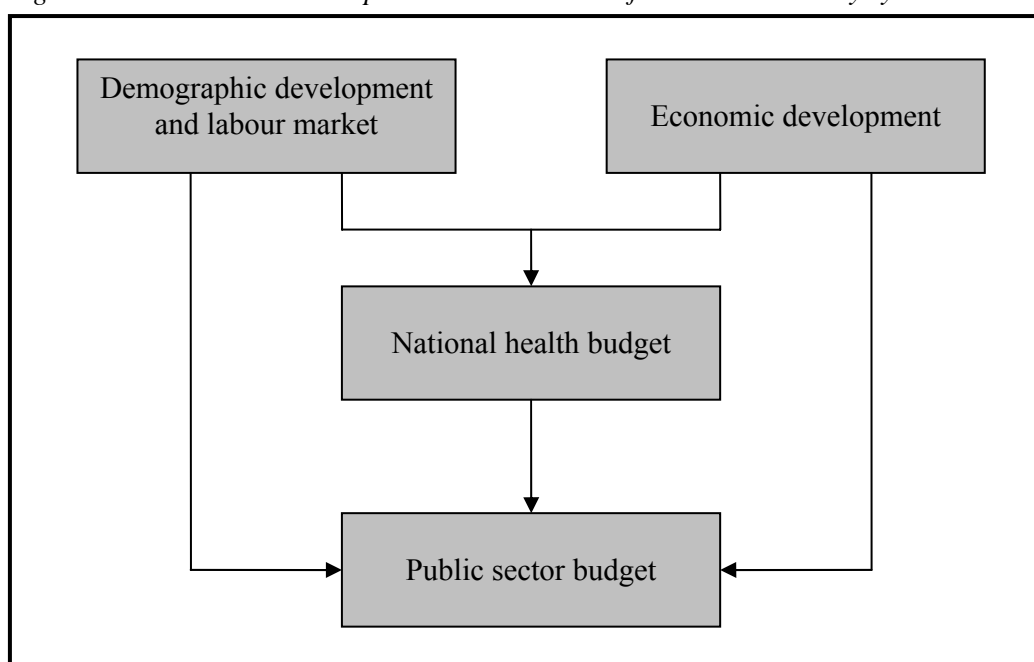 Demographic development
and labour market
Economic development
National health budget
Public sector budget